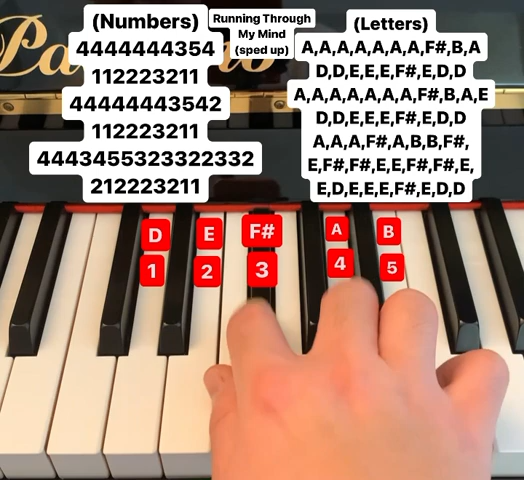 (Numbers)
4444444354
112223211
44444443542
112223211
4443455323322332
212223211
Running Through
My Mind
(sped up)
(Letters)
A,A,A,A,A,A,A,F#,B,A
D,D,E,E,E,F#,E,D,D
A,A,A,A,A,A,A,F#,B,A,E
D,D,E,E,E,F#,E,D,D
A,A,A,F#,A,B,B,F#,
E,F#,F#,E,E,F#,F#,E,
E,D,E,E,E,F#,E,D,D
D E F# A B
1 2 3 4 5